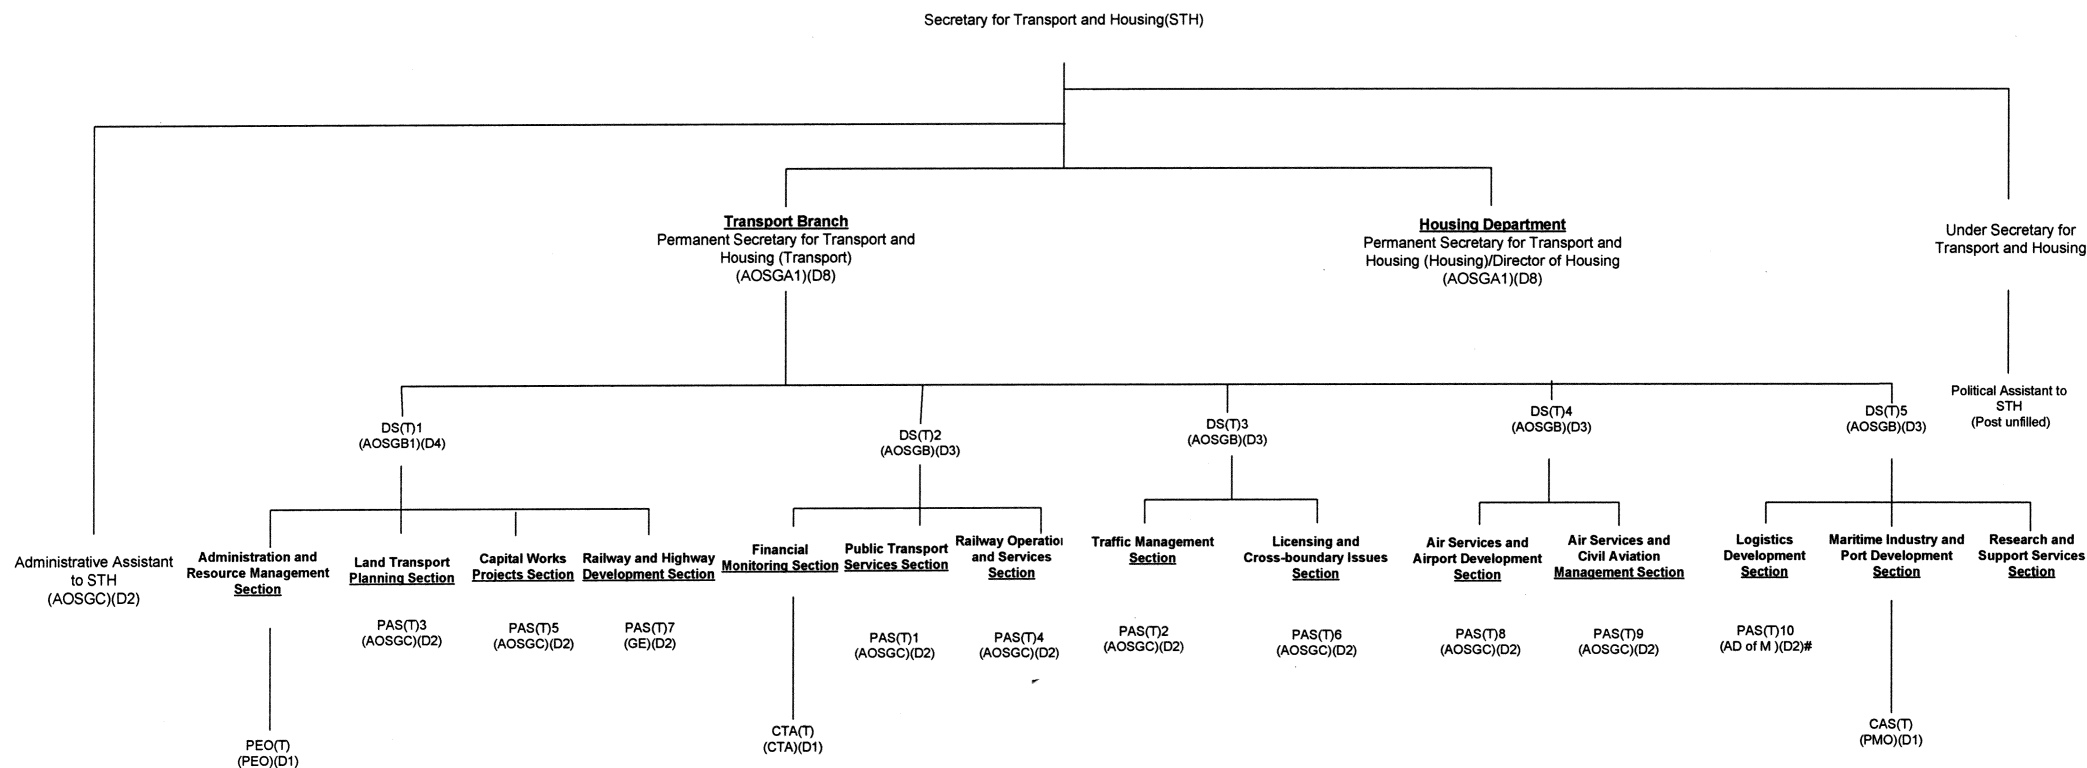 Secretary for Transport and Housing(STH)
Transport Branch
Permanent Secretary for Transport and
Housing (Transport)
(AOSGA1)(D8)
Housing Department
Permanent Secretary for Transport and
Housing (Housing)/Director of Housing
(AOSGA1)(D8)
Under Secretary for
Transport and Housing
Political Assistant to
STH
(Post unfilled)
DS(T)1
(AOSGB1)(D4)
DS(T)2
(AOSGB)(D3)
DS(T)3
(AOSGB)(D3)
DS(T)4
(AOSGB)(D3)
DS(T)5
(AOSGB)(D3)
Administrative Assistant
to STH
(AOSGC)(D2)
Administration and
Resource Management
Section
Land Transport
Planning Section
Capital Works
Projects Section
Railway and Highway
Development Section
Financial
Monitoring Section
Public Transport
Services Section
Railway Operation
and Services
Section
Traffic Management
Section
Licensing and
Cross-boundary Issues
Section
Air Services and
Airport Development
Section
Air Services and
Civil Aviation
Management Section
Logistics
Development
Section
Maritime Industry and
Port Development
Section
Research and
Support Services
Section
PAS(T)3
(AOSGC)(D2)
PAS(T)5
(AOSGC)(D2)
PAS(T)7
(GE)(D2)
PAS(T)1
(AOSGC)(D2)
PAS(T)4
(AOSGC)(D2)
PAS(T)2
(AOSGC)(D2)
PAS(T)6
(AOSGC)(D2)
PAS(T)8
(AOSGC)(D2)
PAS(T)9
(AOSGC)(D2)
PAS(T)10
(AD of M )(D2)#
PEO(T)
(PEO)(D1)
CTA(T)
(CTA)(D1)
CAS(T)
(PMO)(D1)